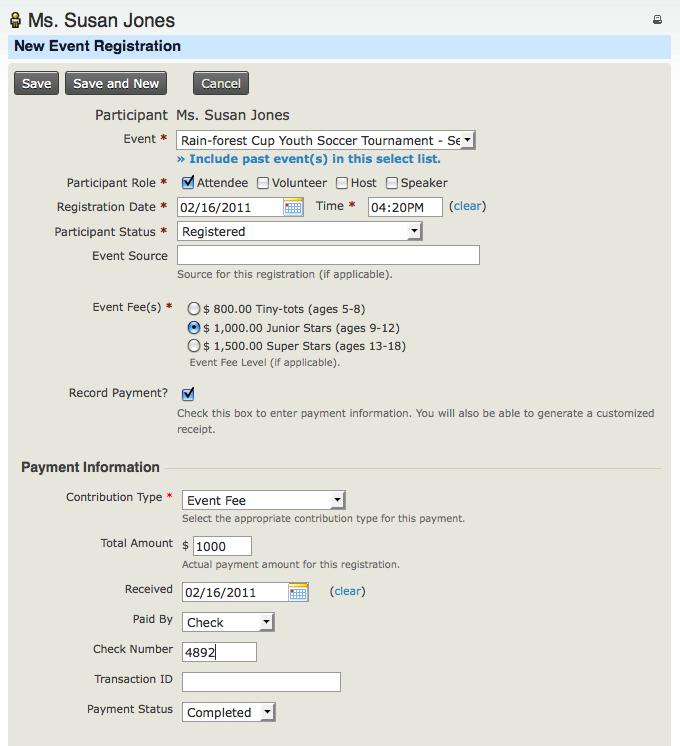 Ms. Susan Jones
New Event Registration
Save Save and New Cancel
Participant Ms. Susan Jones
Event * Rain-forest Cup Youth Soccer Tournament - Se
» Include past event(s) in this select list.
Participant Role * Attendee Volunteer Host Speaker
Registration Date * 02/16/2011 Time * 04:20PM (clear)
Participant Status * Registered
Event Source
Source for this registration (if applicable).
Event Fee(s) * $ 800.00 Tiny-tots (ages 5-8)
$ 1,000.00 Junior Stars (ages 9-12)
$ 1,500.00 Super Stars (ages 13-18)
Event Fee Level (if applicable).
Record Payment?
Check this box to enter payment information. You will also be able to generate a customized
receipt.
Payment Information
Contribution Type * Event Fee
Select the appropriate contribution type for this payment.
Total Amount $ 1000
Actual payment amount for this registration.
Received 02/16/2011 (clear)
Paid By Check
Check Number 4892
Transaction ID
Payment Status Completed